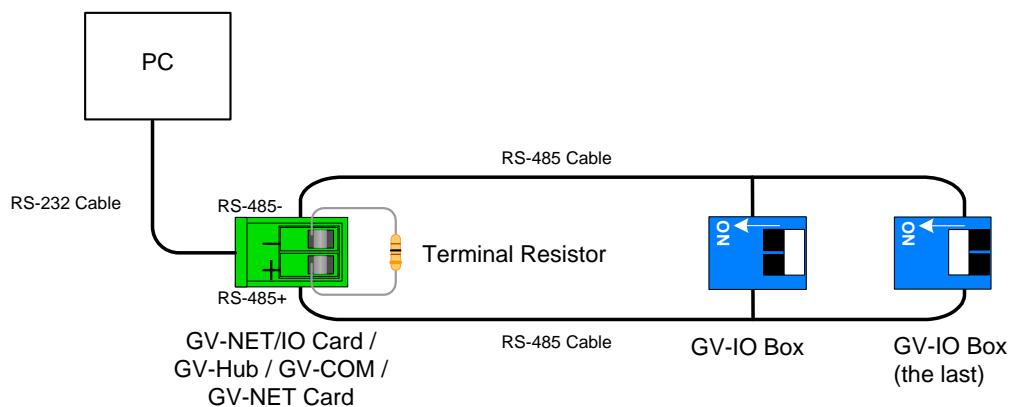 PC
RS-485 Cable
RS-232 Cable
RS-485-
−
+
Terminal Resistor
ON
ON
RS-485+
RS-485 Cable
GV-NET/IO Card /
GV-Hub / GV-COM /
GV-NET Card
GV-IO Box
GV-IO Box
(the last)